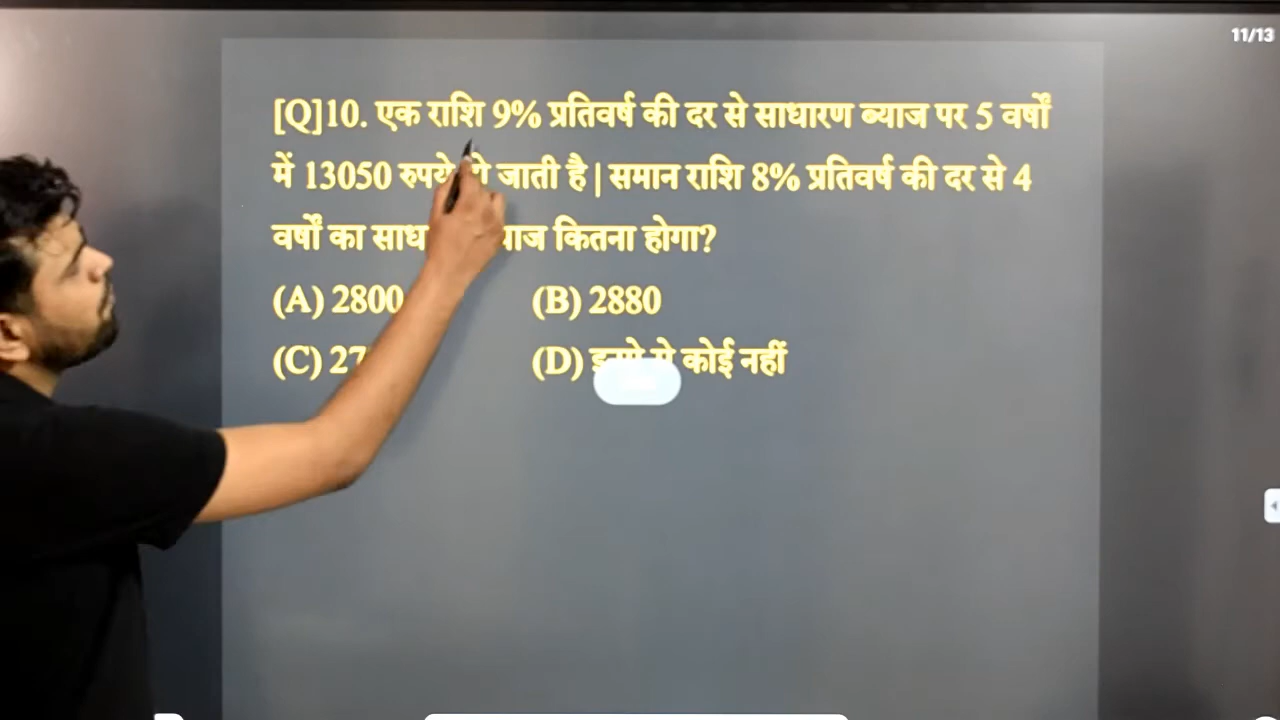 11/13
[Q]10. एक राशि 9% प्रतिवर्ष की दर से साधारण ब्याज पर 5 वर्षों
में 13050 रुपये जाती है | समान राशि 8% प्रतिवर्ष की दर से 4
वर्षों का कितना होगा?
(A) 2800 (B) 2880
(C) (D) कोई नहीं